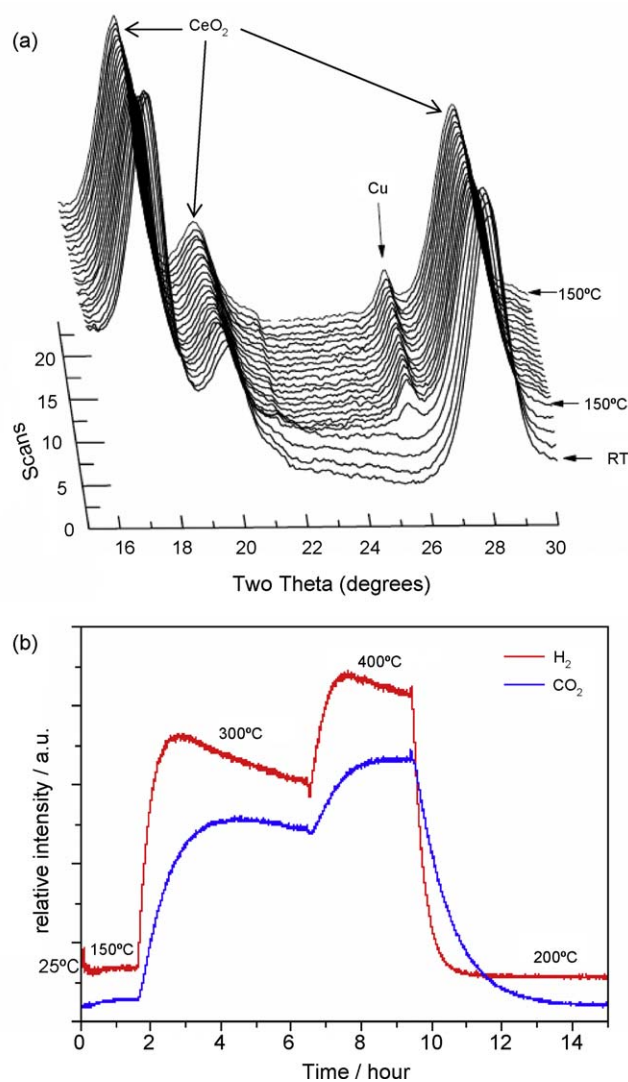 (a)
CeO₂
Cu
150ºC
150ºC
RT
20
15
10
5
0
Scans
16 18 20 22 24 26 28 30
Two Theta (degrees)
(b)
H₂
CO₂
400ºC
300ºC
150ºC
25ºC
200ºC
relative intensity / a.u.
0 2 4 6 8 10 12 14
Time / hour